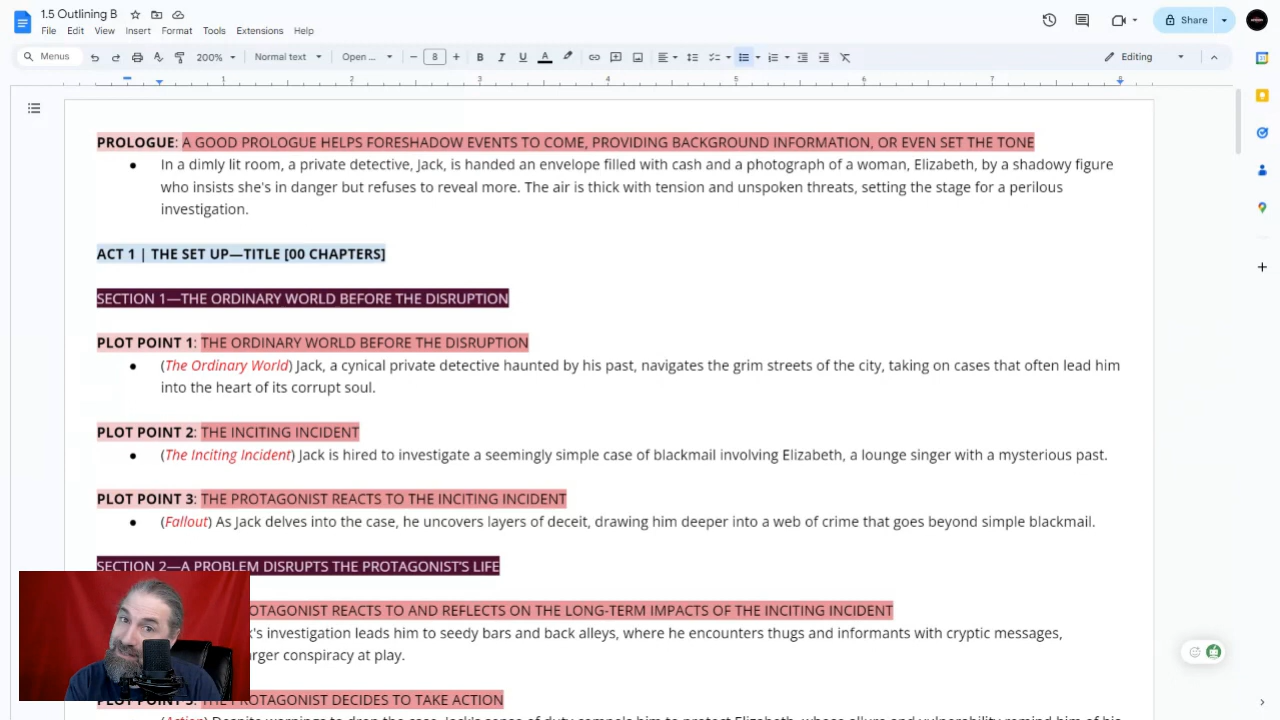 1.5 Outlining B
File Edit View Insert Format Tools Extensions Help
Share
Menus 200% Normal text Open ... 8 B I U A Editing
1 2 3 4 5 6 7 8
PROLOGUE: A GOOD PROLOGUE HELPS FORESHADOW EVENTS TO COME, PROVIDING BACKGROUND INFORMATION, OR EVEN SET THE TONE
● In a dimly lit room, a private detective, Jack, is handed an envelope filled with cash and a photograph of a woman, Elizabeth, by a shadowy figure
who insists she's in danger but refuses to reveal more. The air is thick with tension and unspoken threats, setting the stage for a perilous
investigation.
ACT 1 | THE SET UP—TITLE [00 CHAPTERS]
SECTION 1—THE ORDINARY WORLD BEFORE THE DISRUPTION
PLOT POINT 1: THE ORDINARY WORLD BEFORE THE DISRUPTION
● (The Ordinary World) Jack, a cynical private detective haunted by his past, navigates the grim streets of the city, taking on cases that often lead him
into the heart of its corrupt soul.
PLOT POINT 2: THE INCITING INCIDENT
● (The Inciting Incident) Jack is hired to investigate a seemingly simple case of blackmail involving Elizabeth, a lounge singer with a mysterious past.
PLOT POINT 3: THE PROTAGONIST REACTS TO THE INCITING INCIDENT
● (Fallout) As Jack delves into the case, he uncovers layers of deceit, drawing him deeper into a web of crime that goes beyond simple blackmail.
SECTION 2—A PROBLEM DISRUPTS THE PROTAGONIST'S LIFE
OTAGONIST REACTS TO AND REFLECTS ON THE LONG-TERM IMPACTS OF THE INCITING INCIDENT
k's investigation leads him to seedy bars and back alleys, where he encounters thugs and informants with cryptic messages,
arger conspiracy at play.
ROTAGONIST DECIDES TO TAKE ACTION